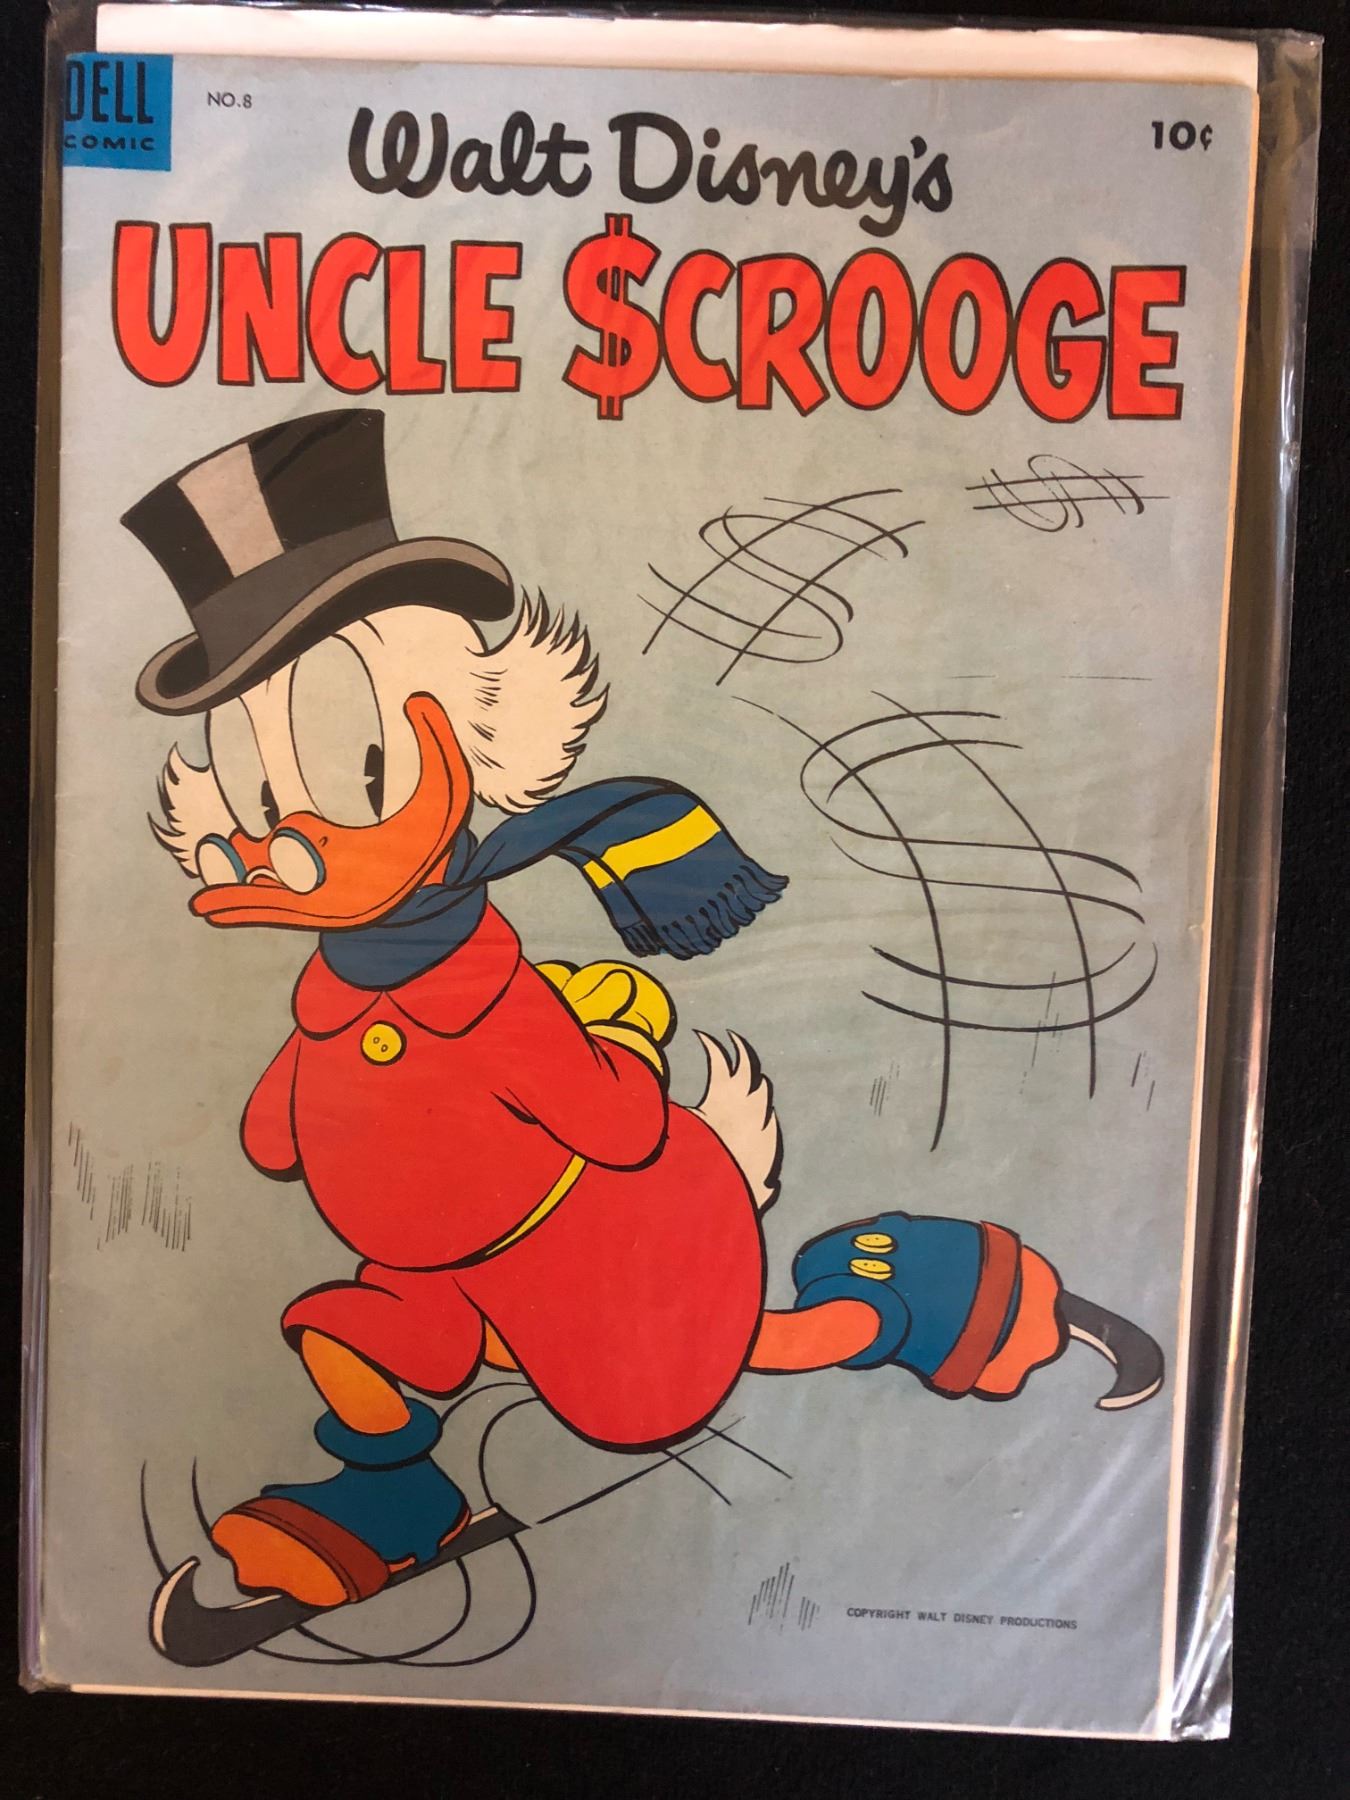 DELL
COMIC
NO.8
10¢
Walt Disney's
UNCLE $CROOGE
COPYRIGHT WALT DISNEY PRODUCTIONS